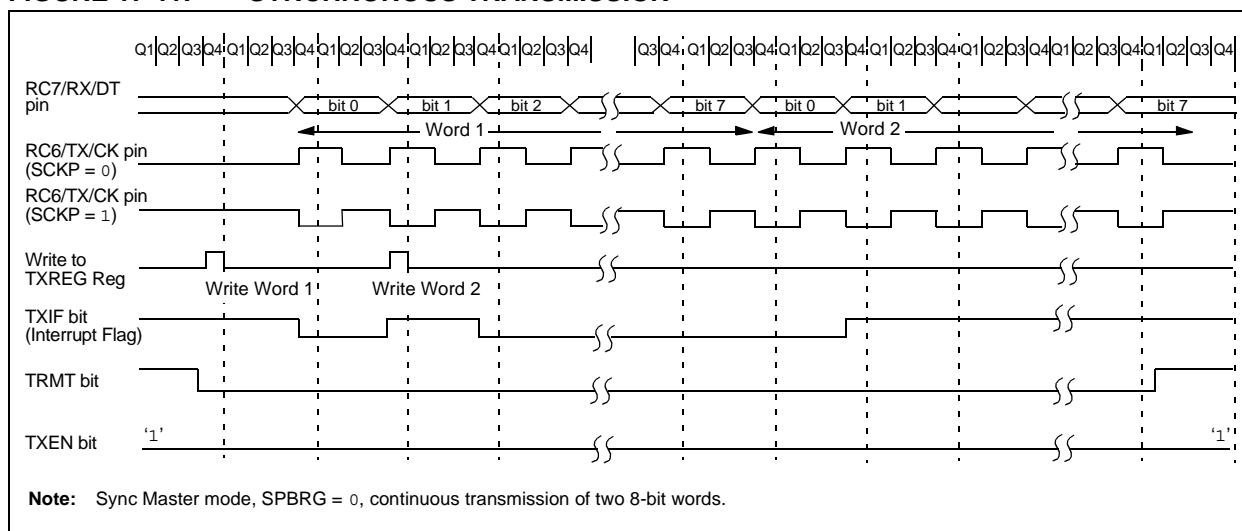 FIGURE SYNCHRONOUS TRANSMISSION
Q1 Q2 Q3 Q4 Q1 Q2 Q3 Q4 Q1 Q2 Q3 Q4 Q1 Q2 Q3 Q4 Q1 Q2 Q3 Q4 Q3 Q4 Q1 Q2 Q3 Q4 Q1 Q2 Q3 Q4 Q1 Q2 Q3 Q4 Q1 Q2 Q3 Q4 Q1 Q2 Q3 Q4 Q1 Q2 Q3 Q4
RC7/RX/DT
pin
bit 0 bit 1 bit 2 bit 7 bit 0 bit 1 bit 7
Word 1 Word 2
RC6/TX/CK pin
(SCKP = 0)
RC6/TX/CK pin
(SCKP = 1)
Write to
TXREG Reg
Write Word 1 Write Word 2
TXIF bit
(Interrupt Flag)
TRMT bit
TXEN bit ‘1’ ‘1’
Note: Sync Master mode, SPBRG = 0, continuous transmission of two 8-bit words.